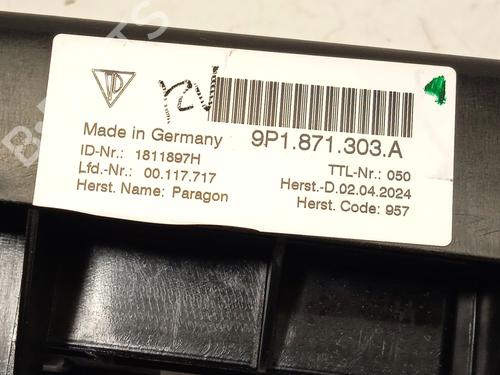 Made in Germany
9P1.871.303.A
ID-Nr.: 1811897H
TTL-Nr.: 050
Lfd.-Nr.: 00.117.717
Herst.-D.02.04.2024
Herst. Name: Paragon
Herst. Code: 957